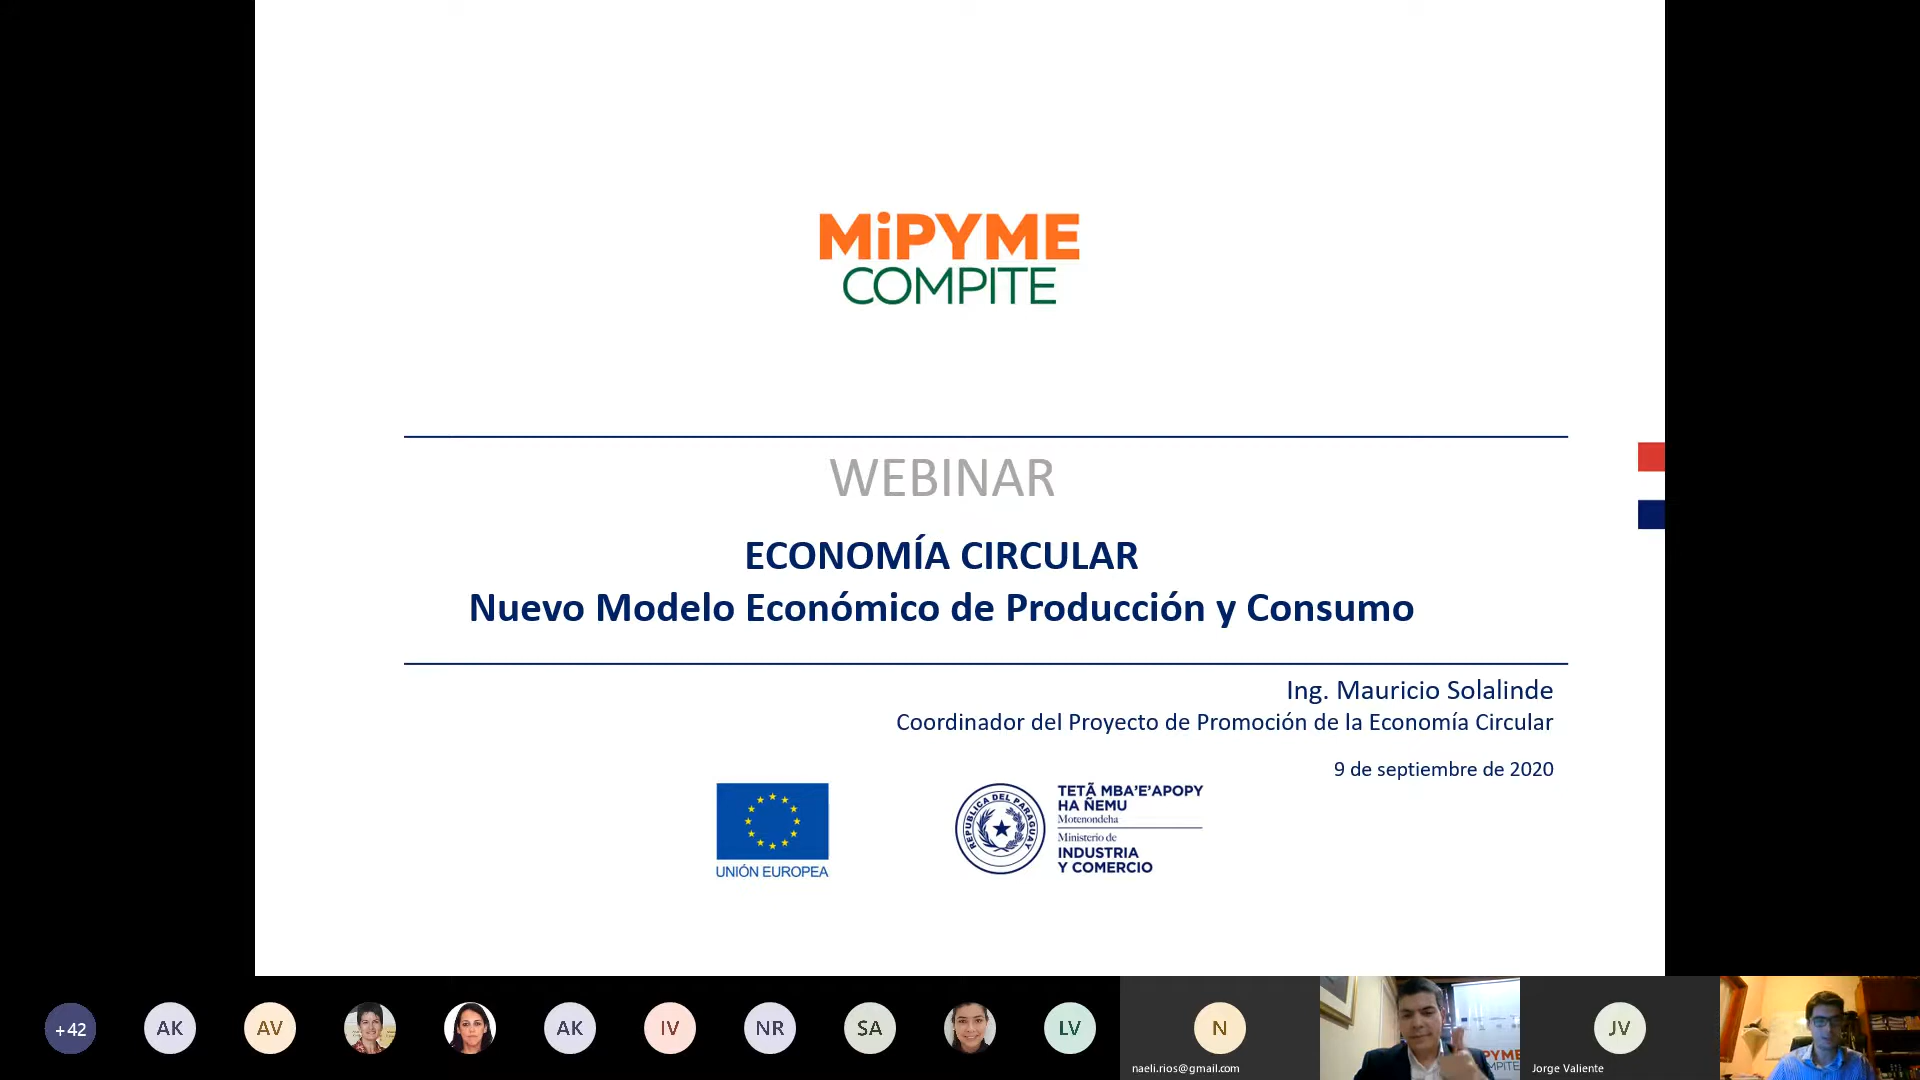 MiPYME
COMPITE
WEBINAR
ECONOMÍA CIRCULAR
Nuevo Modelo Económico de Producción y Consumo
Ing. Mauricio Solalinde
Coordinador del Proyecto de Promoción de la Economía Circular
9 de septiembre de 2020
UNIÓN EUROPEA
REPUBLICA DEL PARAGUAY
TETÃ MBA'E'APOPY
HA ÑEMU
Motenondeha
Ministerio de
INDUSTRIA
Y COMERCIO
+42
AK
AV
AK
IV
NR
SA
LV
N
naeli.rios@gmail.com
PYME
MPITE
JV
Jorge Valiente